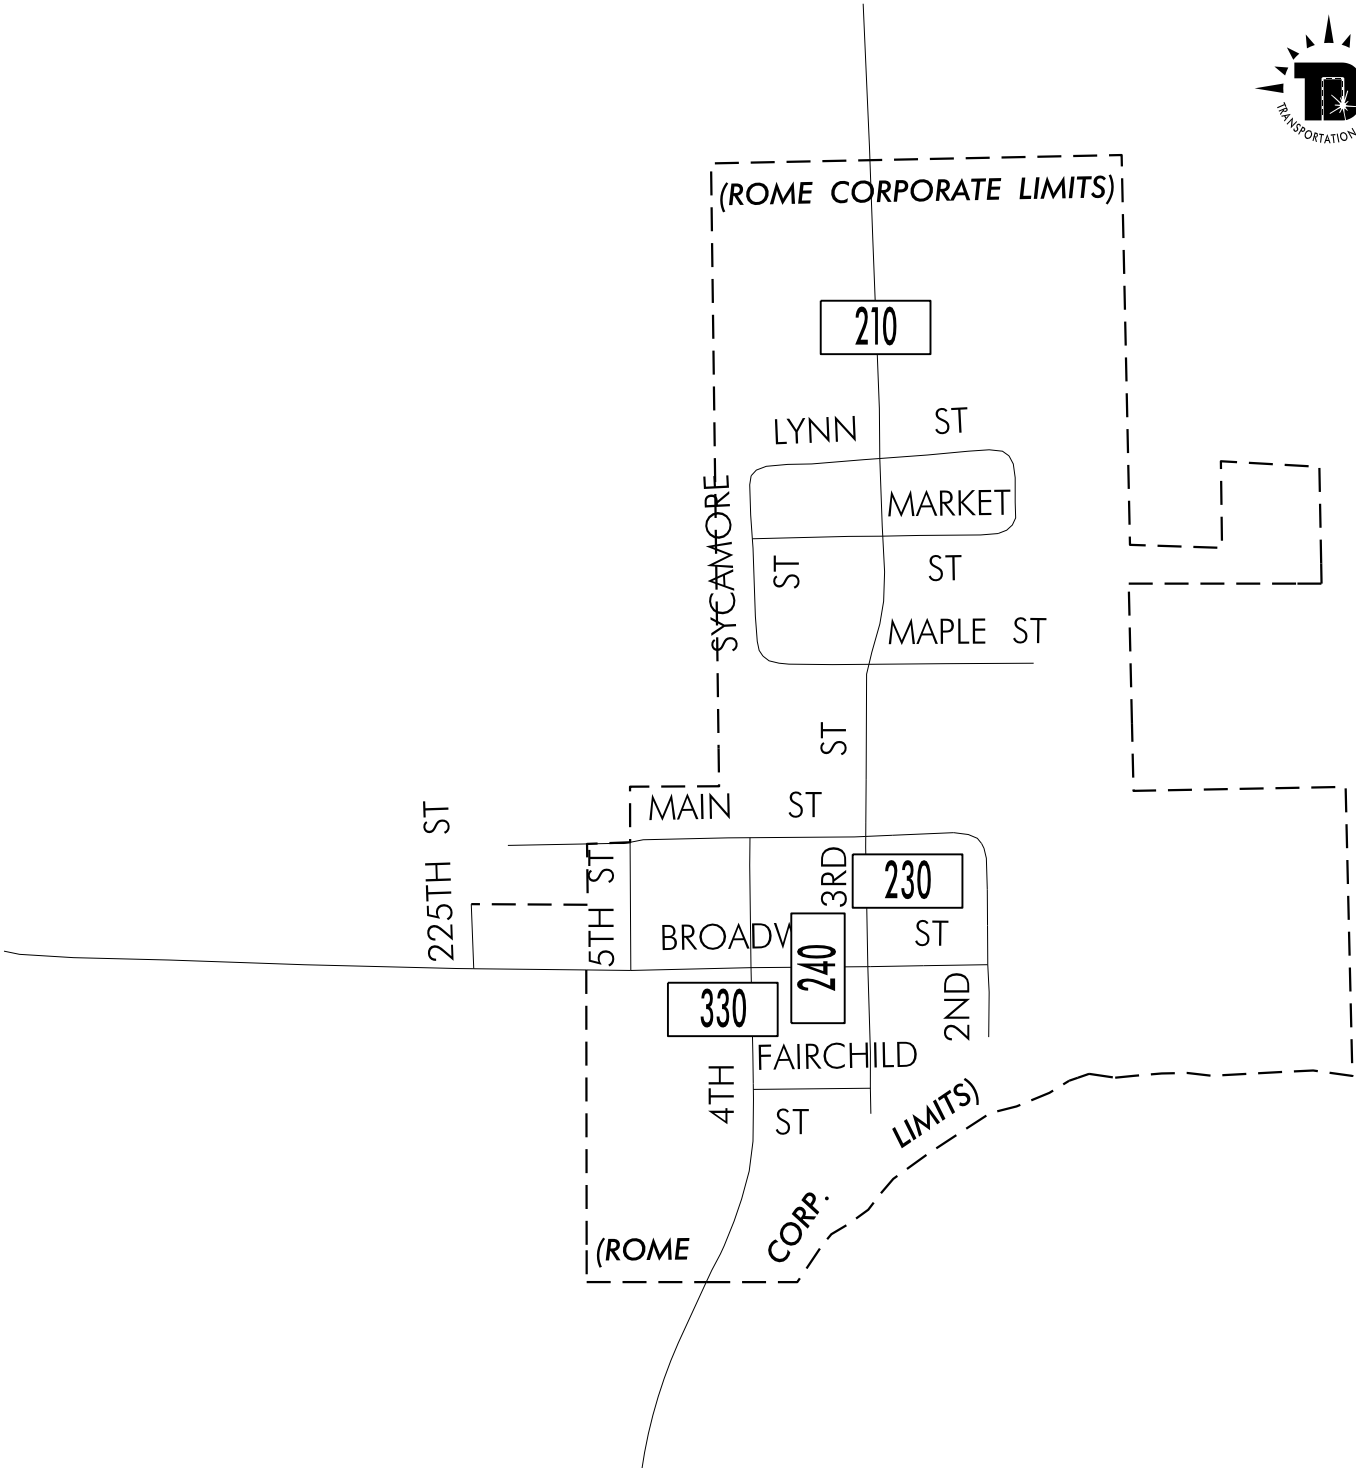 TRANSPORTATION
(ROME CORPORATE LIMITS)
210
LYNN ST
SYCAMORE ST
MARKET ST
MAPLE ST
MAIN ST
225TH ST
5TH ST
3RD ST
230
BROADW ST
240
2ND
330
FAIRCHILD ST
4TH
(ROME CORP. LIMITS)